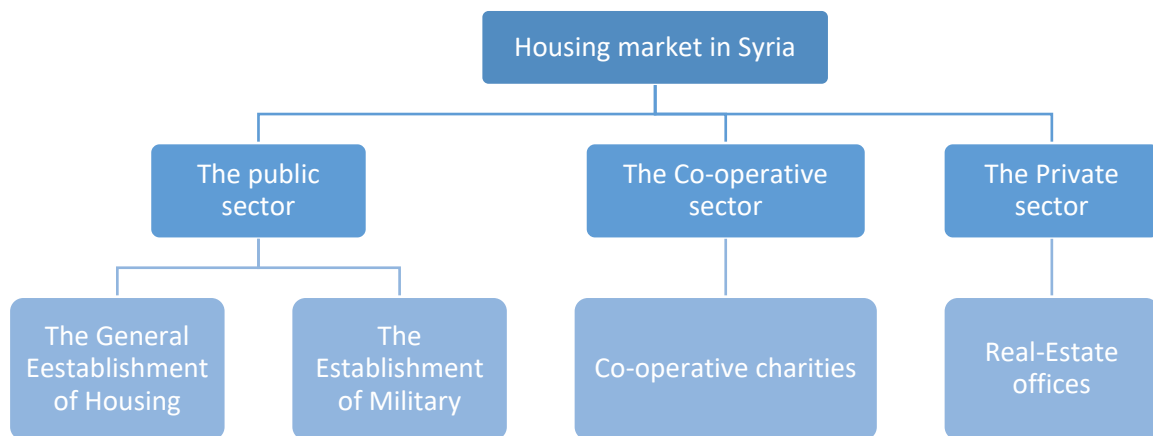 Housing market in Syria
The public
sector
The Co-operative
sector
The Private
sector
The General
Eestablishment
of Housing
The
Establishment
of Military
Co-operative charities
Real-Estate
offices